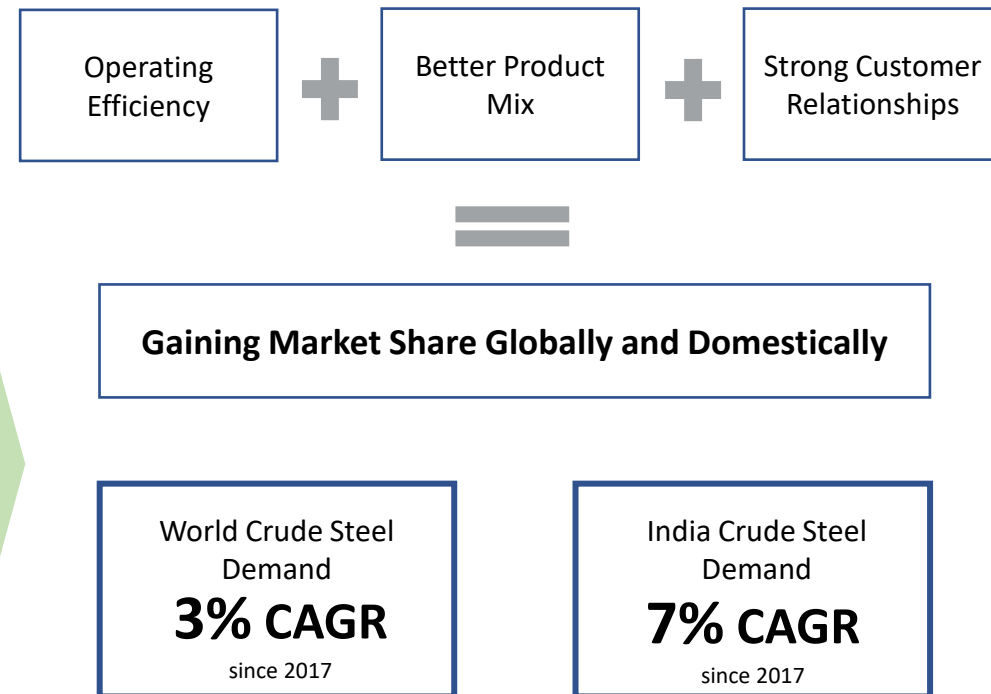 Operating
Efficiency
Better Product
Mix
Strong Customer
Relationships
Gaining Market Share Globally and Domestically
World Crude Steel
Demand
3% CAGR
since 2017
India Crude Steel
Demand
7% CAGR
since 2017